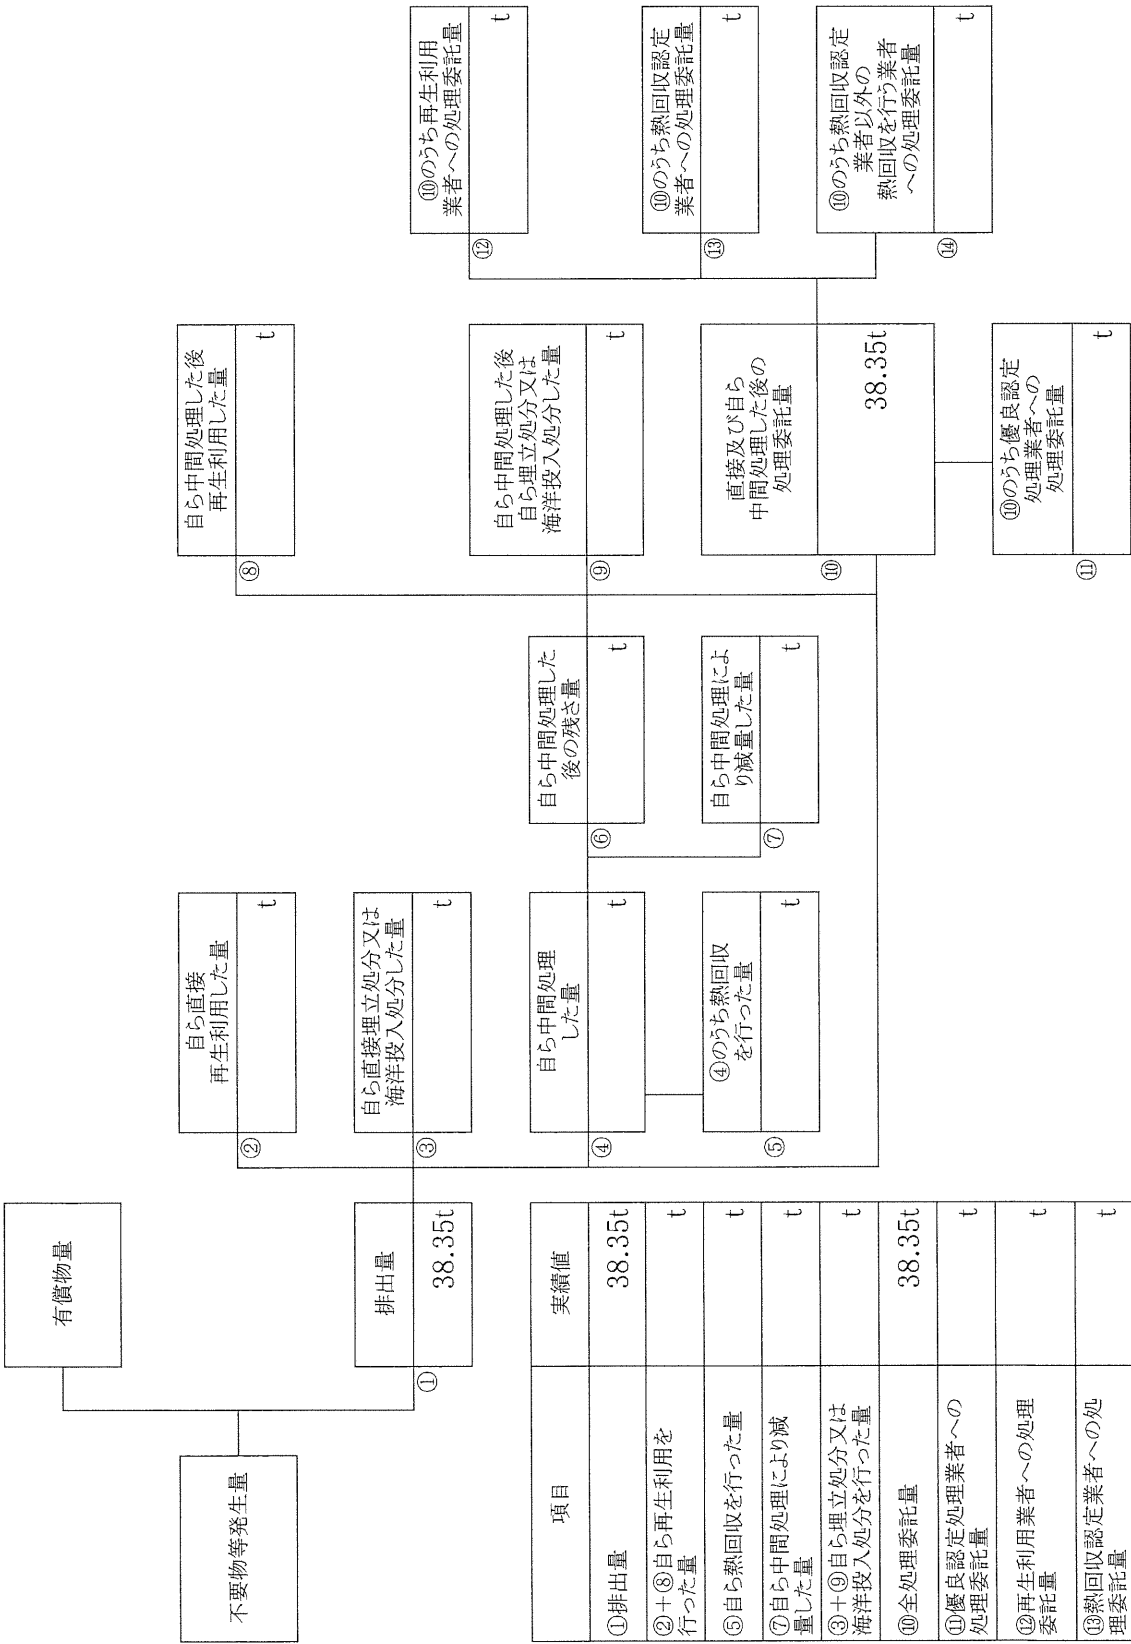 不要物等発生量
有償物量
排出量
①
38.35t
自ら直接
再生利用した量
②
t
自ら直接埋立処分又は
海洋投入処分した量
③
t
自ら中間処理
した量
④
t
④のうち熱回収
を行った量
⑤
t
自ら中間処理した
後の残さ量
⑥
t
自ら中間処理によ
り減量した量
⑦
t
自ら中間処理した後
再生利用した量
⑧
t
自ら中間処理した後
自ら埋立処分又は
海洋投入処分した量
⑨
t
直接及び自ら
中間処理した後の
処理委託量
⑩
38.35t
⑩のうち優良認定
処理業者への
処理委託量
⑪
t
⑩のうち再生利用
業者への処理委託量
⑫
t
⑩のうち熱回収認定
業者への処理委託量
⑬
t
⑩のうち熱回収認定
業者以外の
熱回収を行う業者
への処理委託量
⑭
t
項目 実績値
①排出量 38.35t
②+⑧自ら再生利用を
行った量 t
⑤自ら熱回収を行った量 t
⑦自ら中間処理により減
量した量 t
③+⑨自ら埋立処分又は
海洋投入処分を行った量 t
⑩全処理委託量 38.35t
⑪優良認定処理業者への
処理委託量 t
⑫再生利用業者への処理
委託量 t
⑬熱回収認定業者への処
理委託量 t